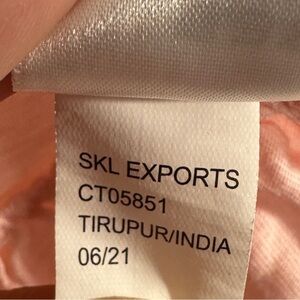 SKL EXPORTS
CT05851
TIRUPUR/INDIA
06/21